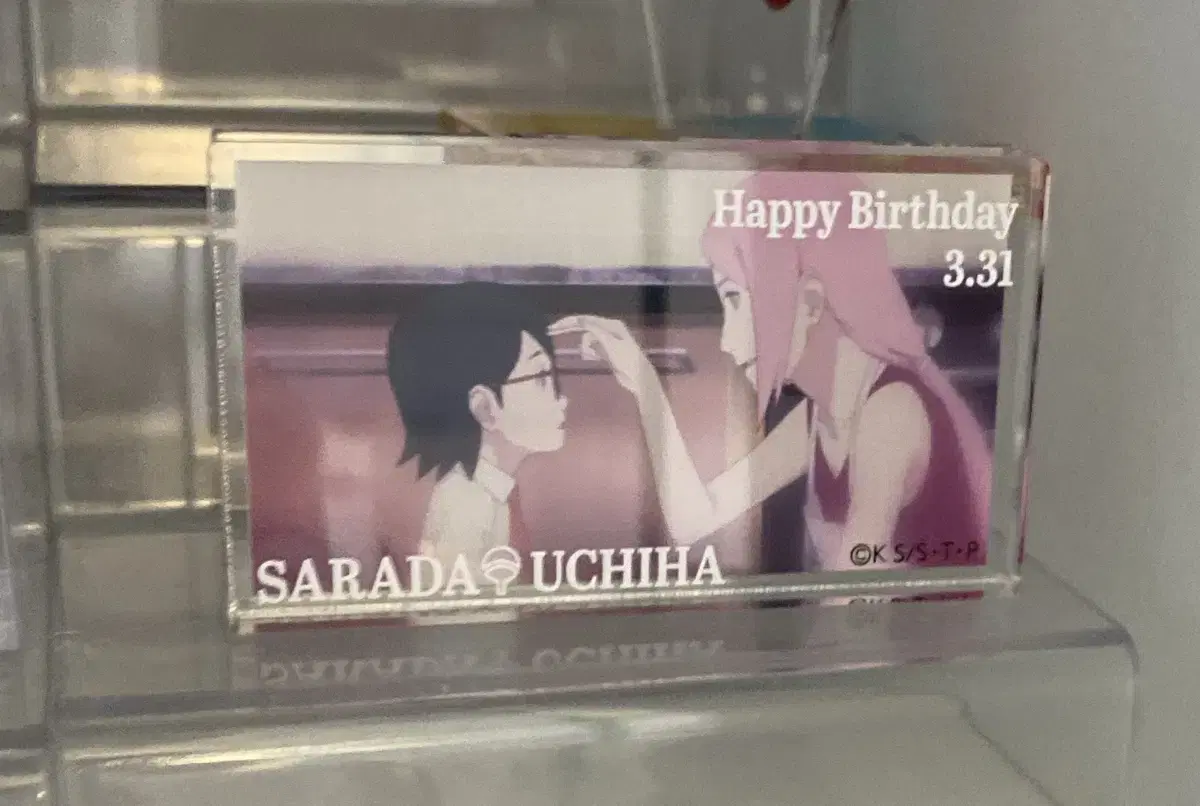 Happy Birthday
3.31
SARADA UCHIHA
©K S/S・T・P